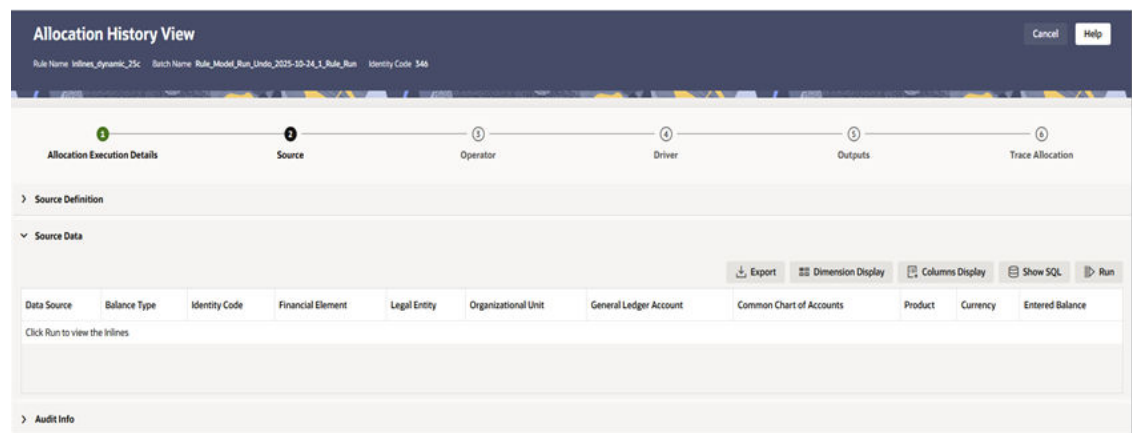 Allocation History View
Cancel
Help
Rule Name Inlines_dynamic_25c Batch Name Rule_Model_Run_Undo_2025-10-24_1_Rule_Run Identity Code 346
1 2 3 4 5 6
Allocation Execution Details Source Operator Driver Outputs Trace Allocation
Source Definition
Source Data
Export Dimension Display Columns Display Show SQL Run
Data Source Balance Type Identity Code Financial Element Legal Entity Organizational Unit General Ledger Account Common Chart of Accounts Product Currency Entered Balance
Click Run to view the Inlines
Audit Info